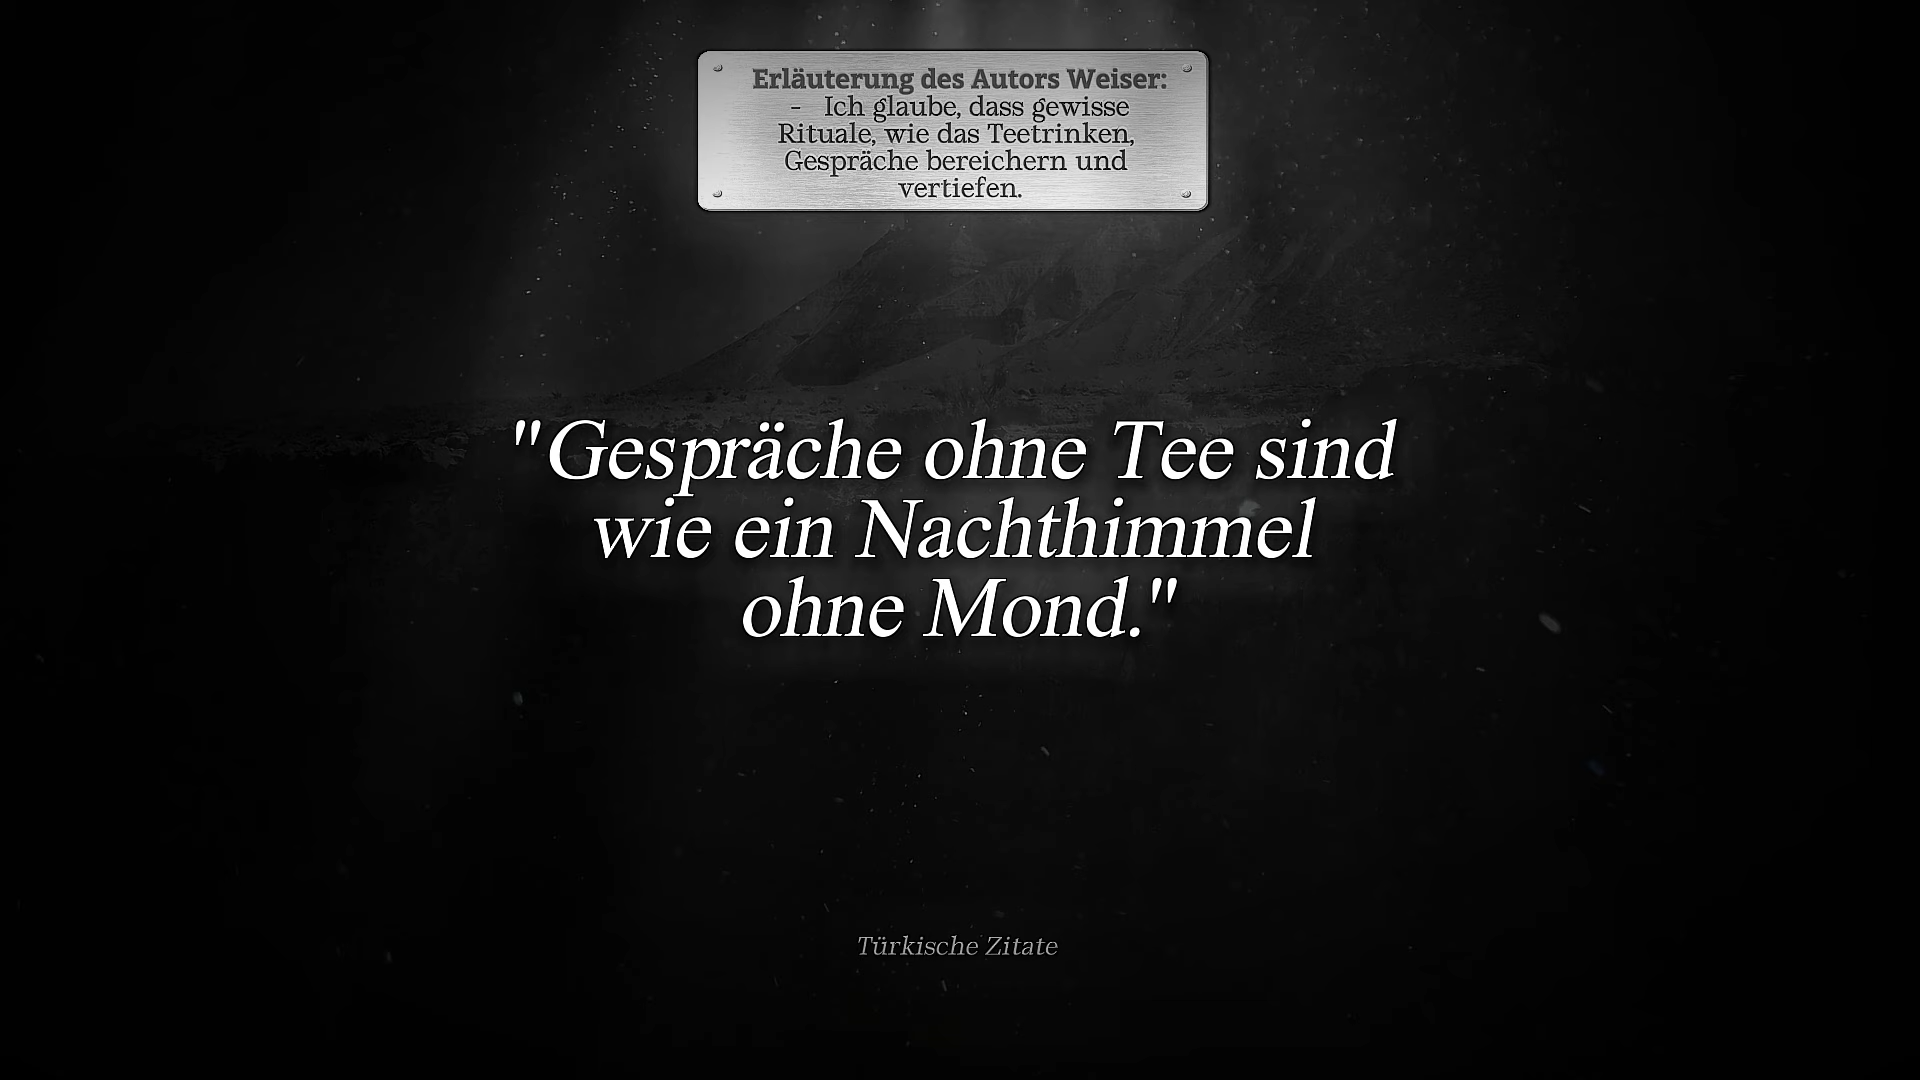 Erläuterung des Autors Weiser:
- Ich glaube, dass gewisse
Rituale, wie das Teetrinken,
Gespräche bereichern und
vertiefen.
"Gespräche ohne Tee sind
wie ein Nachthimmel
ohne Mond."
Türkische Zitate